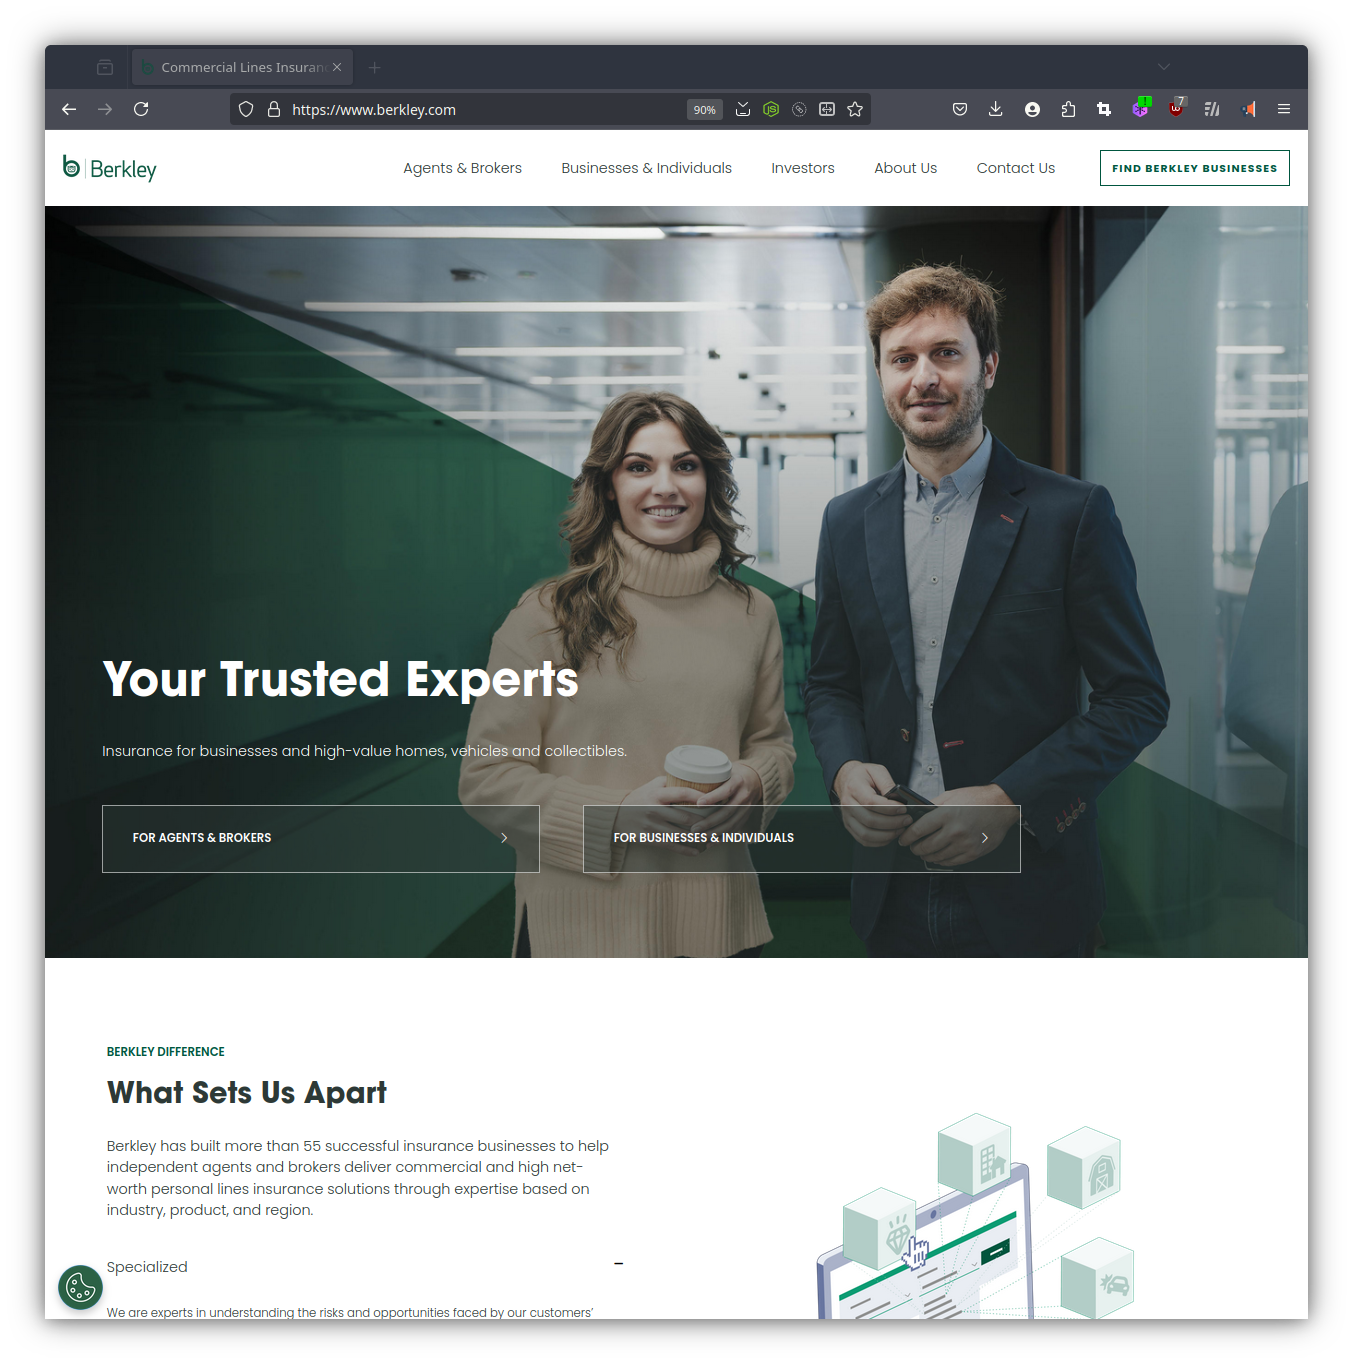 Commercial Lines Insuran
https://www.berkley.com
90%
7
Berkley
Agents & Brokers
Businesses & Individuals
Investors
About Us
Contact Us
FIND BERKLEY BUSINESSES
Your Trusted Experts
Insurance for businesses and high-value homes, vehicles and collectibles.
FOR AGENTS & BROKERS
FOR BUSINESSES & INDIVIDUALS
BERKLEY DIFFERENCE
What Sets Us Apart
Berkley has built more than 55 successful insurance businesses to help
independent agents and brokers deliver commercial and high net-
worth personal lines insurance solutions through expertise based on
industry, product, and region.
Specialized
We are experts in understanding the risks and opportunities faced by our customers’